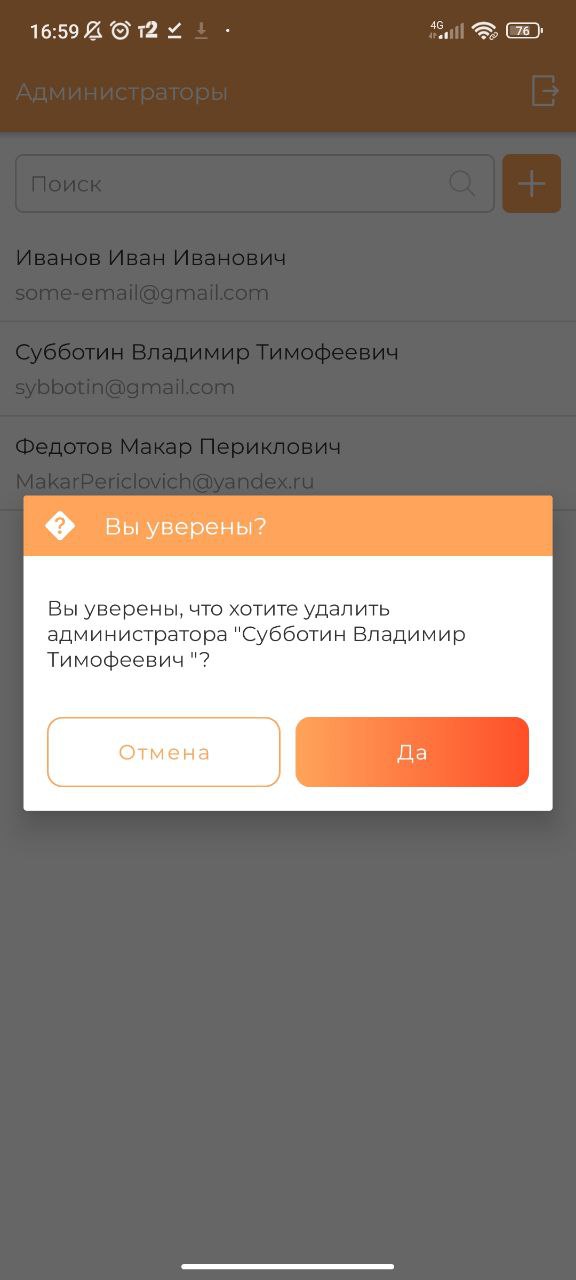 16:59 т2 4G 76
Администраторы
Поиск
Иванов Иван Иванович
some-email@gmail.com
Субботин Владимир Тимофеевич
sybbotin@gmail.com
Федотов Макар Периклович
MakarPericlovich@yandex.ru
Вы уверены?
Вы уверены, что хотите удалить
администратора "Субботин Владимир
Тимофеевич "?
Отмена Да